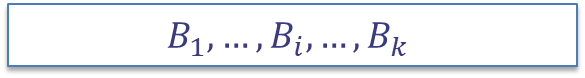 B₁, … , Bᵢ, … , Bₖ